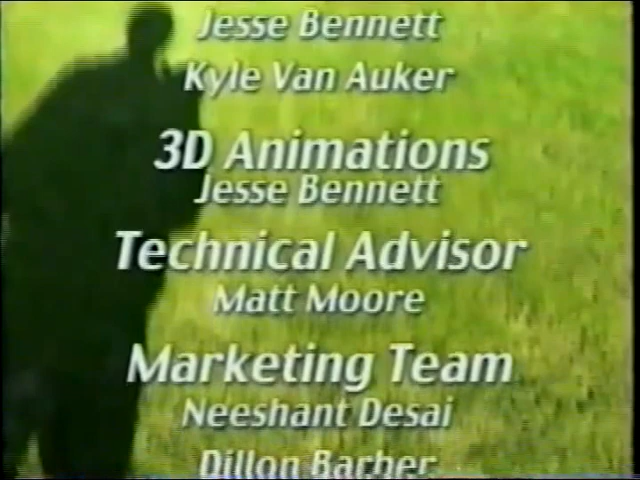 Jesse Bennett
Kyle Van Auker
3D Animations
Jesse Bennett
Technical Advisor
Matt Moore
Marketing Team
Neeshant Desai
Dillon Barber